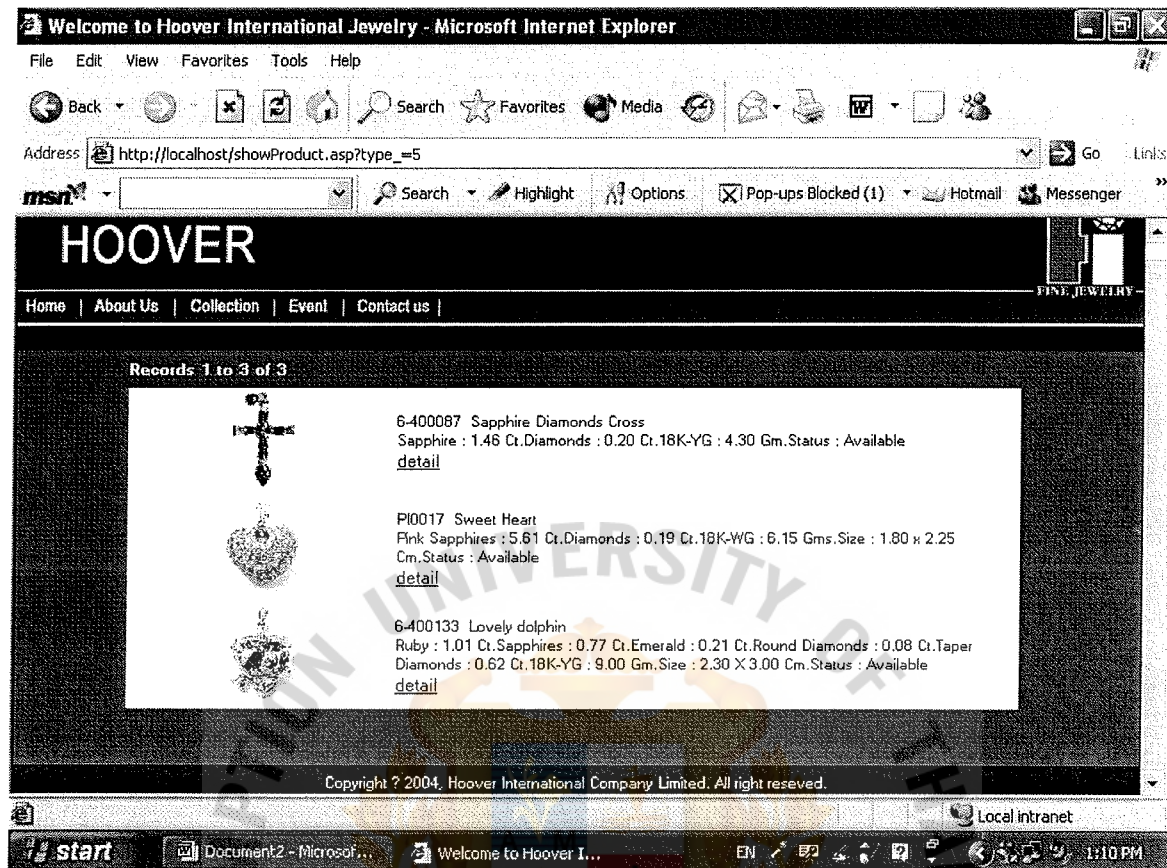 Welcome to Hoover International Jewelry - Microsoft Internet Explorer
File Edit View Favorites Tools Help
Back Search Favorites Media
Address http://localhost/showProduct.asp?type_=5 Go Links
msn Search Highlight Options Pop-ups Blocked (1) Hotmail Messenger
HOOVER
FINE JEWELRY
Home | About Us | Collection | Event | Contact us |
Records 1 to 3 of 3
6-400087 Sapphire Diamonds Cross
Sapphire : 1.46 Ct.Diamonds : 0.20 Ct.18K-YG : 4.30 Gm.Status : Available
detail
PI0017 Sweet Heart
Pink Sapphires : 5.61 Ct.Diamonds : 0.19 Ct.18K-WG : 6.15 Gms.Size : 1.80 x 2.25
Cm.Status : Available
detail
6-400133 Lovely dolphin
Ruby : 1.01 Ct.Sapphires : 0.77 Ct.Emerald : 0.21 Ct.Round Diamonds : 0.08 Ct.Taper
Diamonds : 0.62 Ct.18K-YG : 9.00 Gm.Size : 2.30 X 3.00 Cm.Status : Available
detail
UNIVERSITY OF
Copyright ? 2004, Hoover International Company Limited. All right reseved.
Local intranet
start Document2 - Microsof... Welcome to Hoover I... EN 1:10 PM